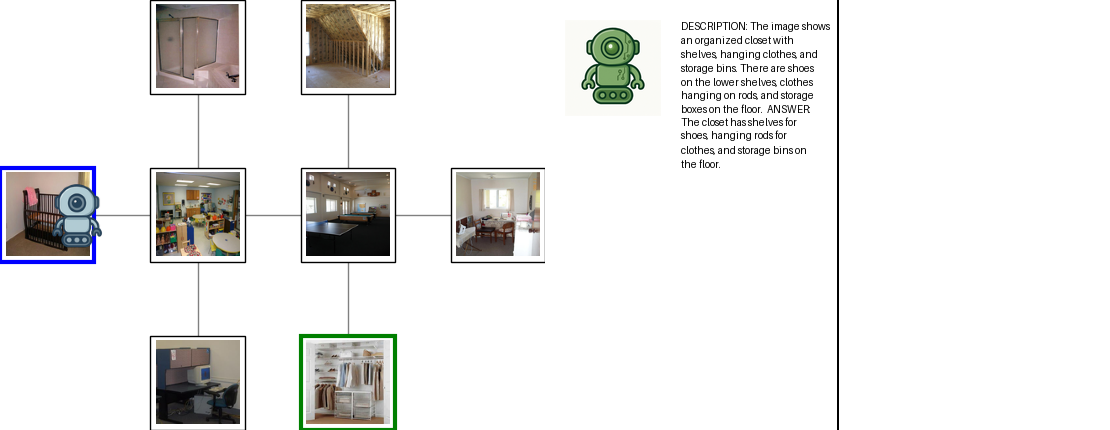 DESCRIPTION: The image shows
an organized closet with
shelves, hanging clothes, and
storage bins. There are shoes
on the lower shelves, clothes
hanging on rods, and storage
boxes on the floor. ANSWER:
The closet has shelves for
shoes, hanging rods for
clothes, and storage bins on
the floor.